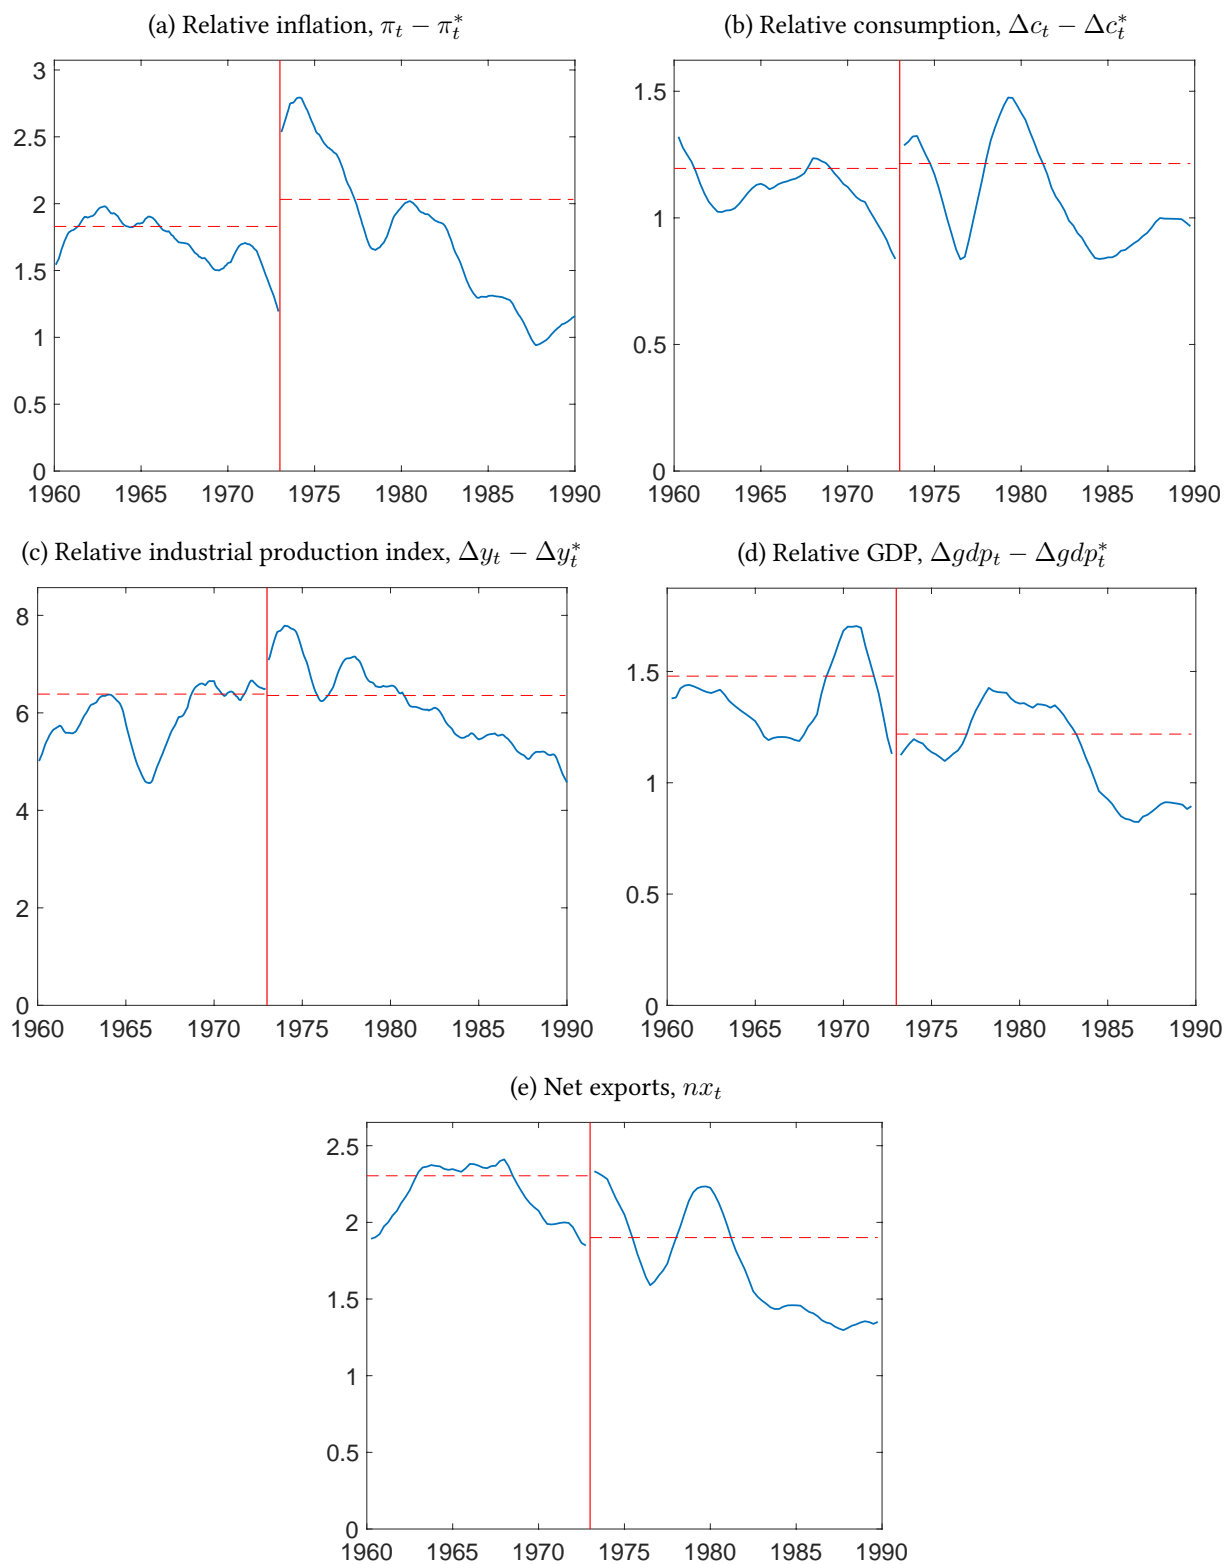 (a) Relative inflation, πₜ − πₜ*
3
2.5
2
1.5
1
0.5
0
1960 1965 1970 1975 1980 1985 1990
(b) Relative consumption, Δcₜ − Δcₜ*
1.5
1
0.5
0
1960 1965 1970 1975 1980 1985 1990
(c) Relative industrial production index, Δyₜ − Δyₜ*
8
6
4
2
0
1960 1965 1970 1975 1980 1985 1990
(d) Relative GDP, Δgdpₜ − Δgdpₜ*
1.5
1
0.5
0
1960 1965 1970 1975 1980 1985 1990
(e) Net exports, nxₜ
2.5
2
1.5
1
0.5
0
1960 1965 1970 1975 1980 1985 1990